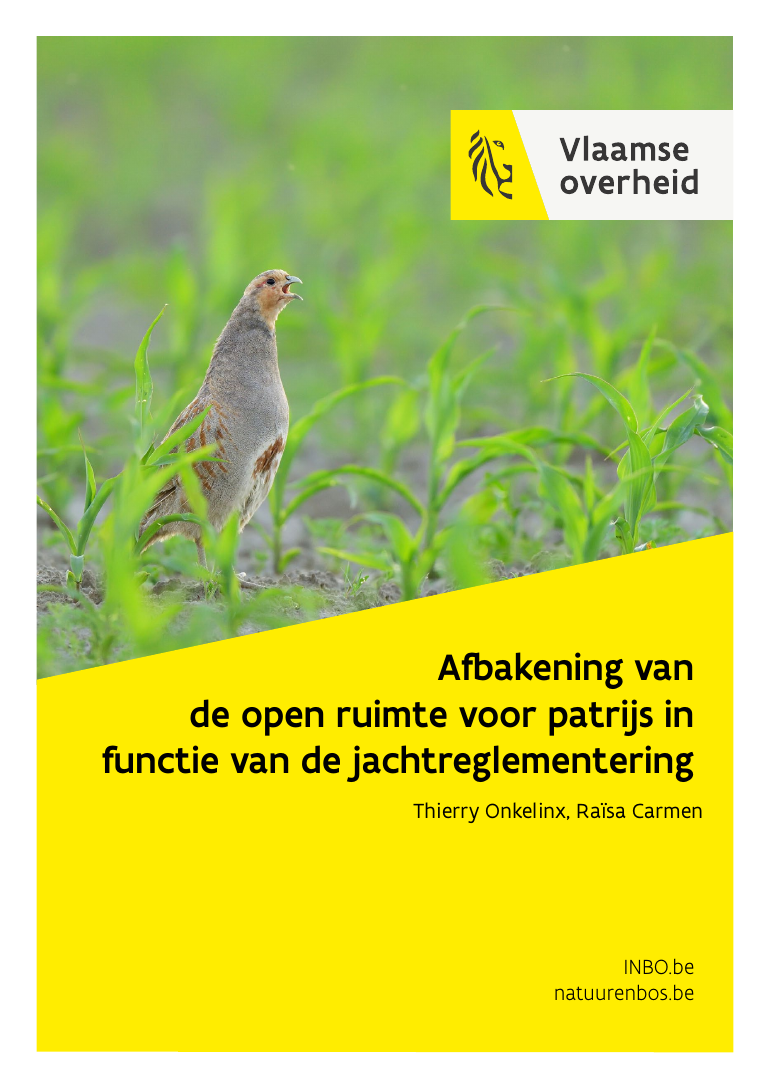 Vlaamse
overheid
Afbakening van
de open ruimte voor patrijs in
functie van de jachtreglementering
Thierry Onkelinx, Raïsa Carmen
INBO.be
natuurenbos.be